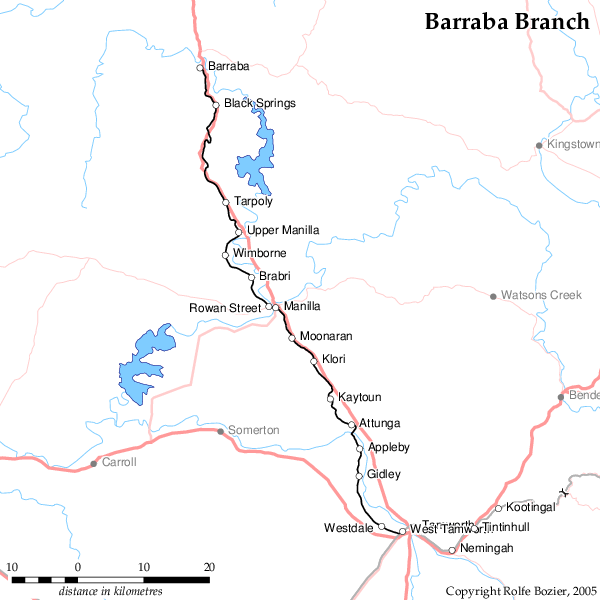 Barraba Branch
Barraba
Black Springs
Kingstown
Tarpoly
Upper Manilla
Wimborne
Brabri
Watsons Creek
Rowan Street
Manilla
Moonaran
Klori
Kaytoun
Bende
Attunga
Somerton
Appleby
Carroll
Gidley
Kootingal
Westdale
West Tamwor
Tintinhull
Nemingah
10 0 10 20
distance in kilometres
Copyright Rolfe Bozier, 2005